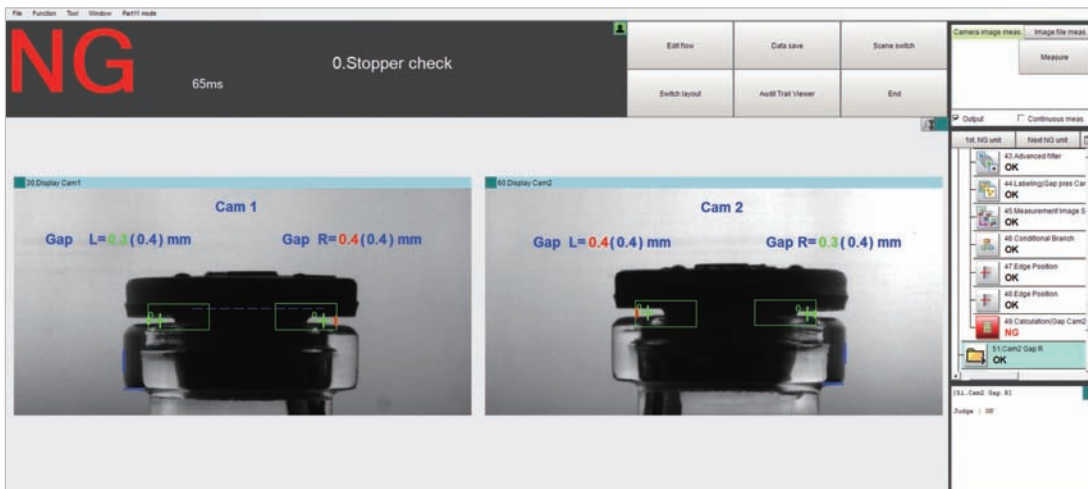 File Function Tool Window Part11 mode
NG
65ms
0.Stopper check
Edit flow Data save Scene switch
Switch layout Audit Trail Viewer End
Camera image meas. Image file meas.
Measure
Output Continuous meas.
1st. NG unit Next NG unit
43.Advanced filter
OK
44.Labeling(Gap pres Car
OK
45.Measurement Image S
OK
46.Conditional Branch
OK
47.Edge Position
OK
48.Edge Position
OK
49.Calculation(Gap Cam2
NG
51.Cam2 Gap R
OK
[51.Cam2 Gap R]
Judge : OK
30.Display Cam1
Cam 1
Gap L=0.3(0.4) mm Gap R=0.4(0.4) mm
60.Display Cam2
Cam 2
Gap L=0.4(0.4) mm Gap R=0.3(0.4) mm